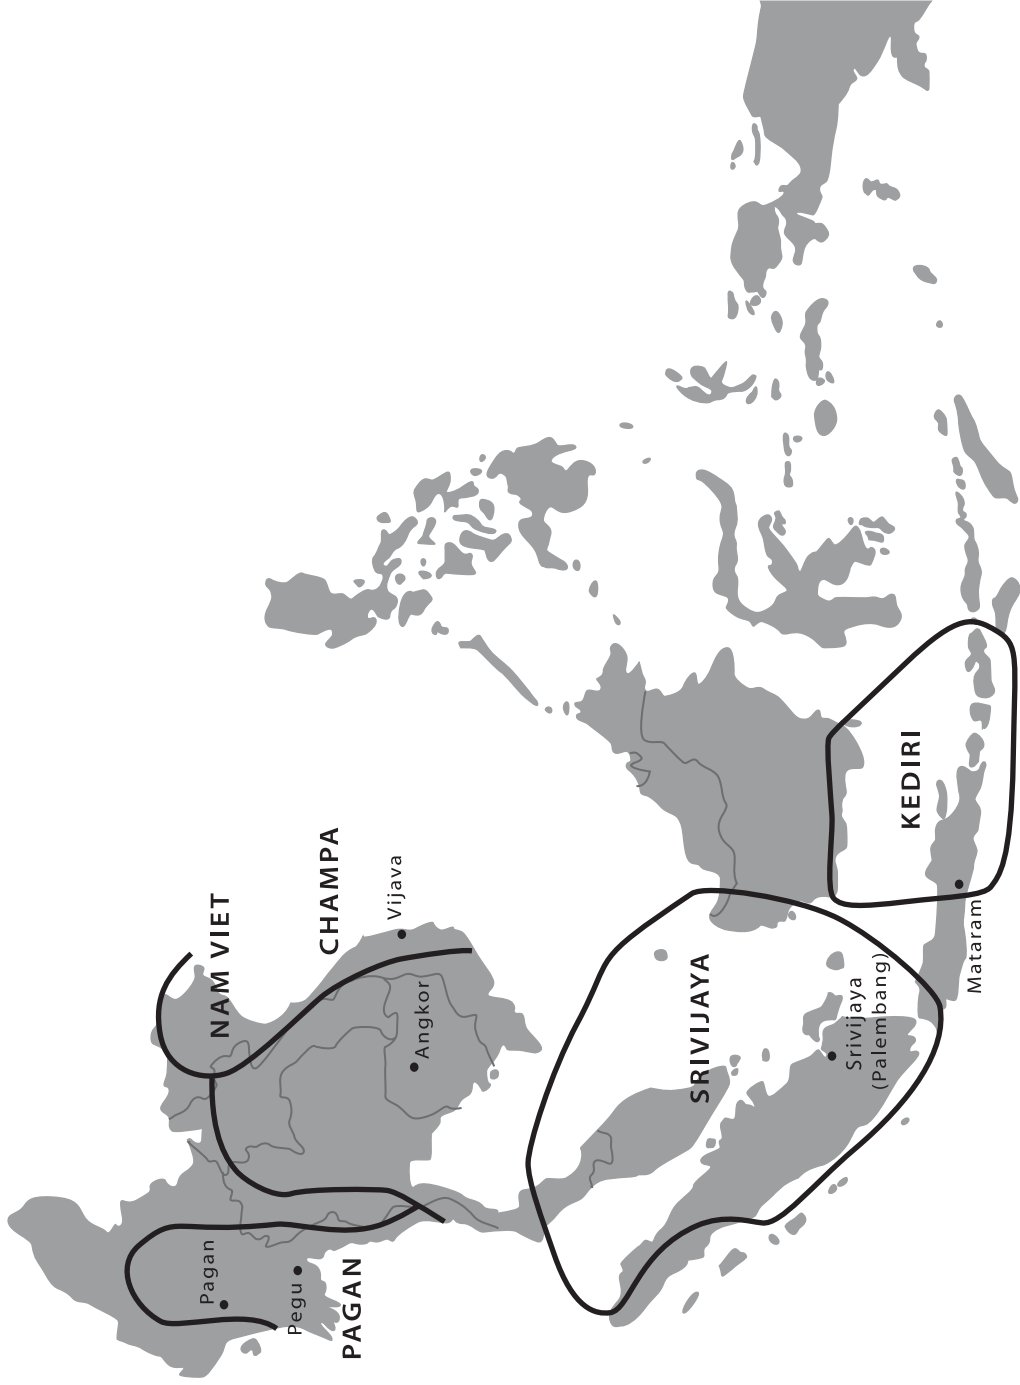 Pagan
Pegu
PAGAN
NAM VIET
CHAMPA
Vijava
Angkor
SRIVIJAYA
Srivijaya
(Palembang)
KEDIRI
Mataram